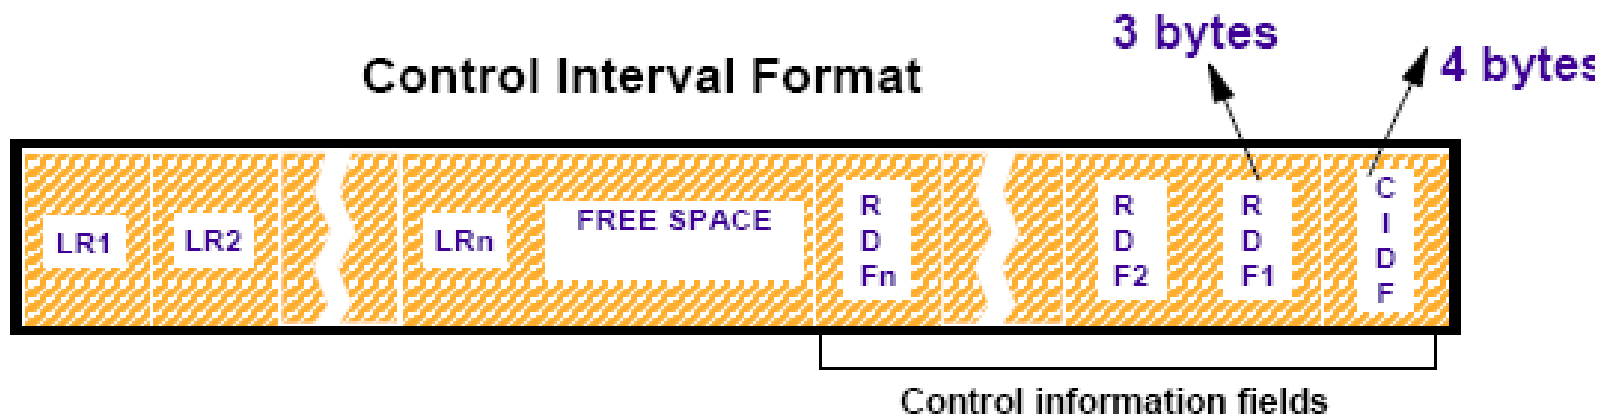 3 bytes
4 bytes
Control Interval Format
LR1
LR2
LRn
FREE SPACE
R
D
Fn
R
D
F2
R
D
F1
C
I
D
F
Control information fields